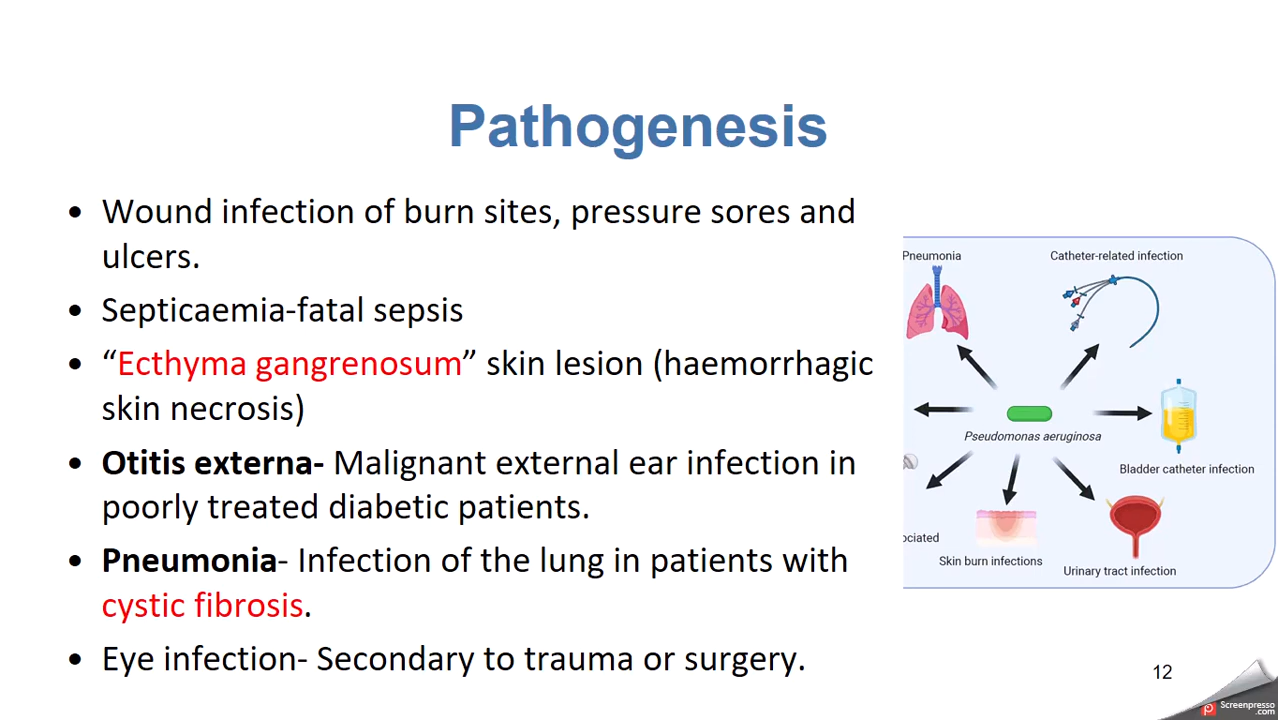 Pathogenesis
• Wound infection of burn sites, pressure sores and
ulcers.
• Septicaemia-fatal sepsis
• “Ecthyma gangrenosum” skin lesion (haemorrhagic
skin necrosis)
• Otitis externa- Malignant external ear infection in
poorly treated diabetic patients.
• Pneumonia- Infection of the lung in patients with
cystic fibrosis.
• Eye infection- Secondary to trauma or surgery.
Pneumonia
Catheter-related infection
Pseudomonas aeruginosa
Bladder catheter infection
Skin burn infections
Urinary tract infection
12
Screenpresso
.com